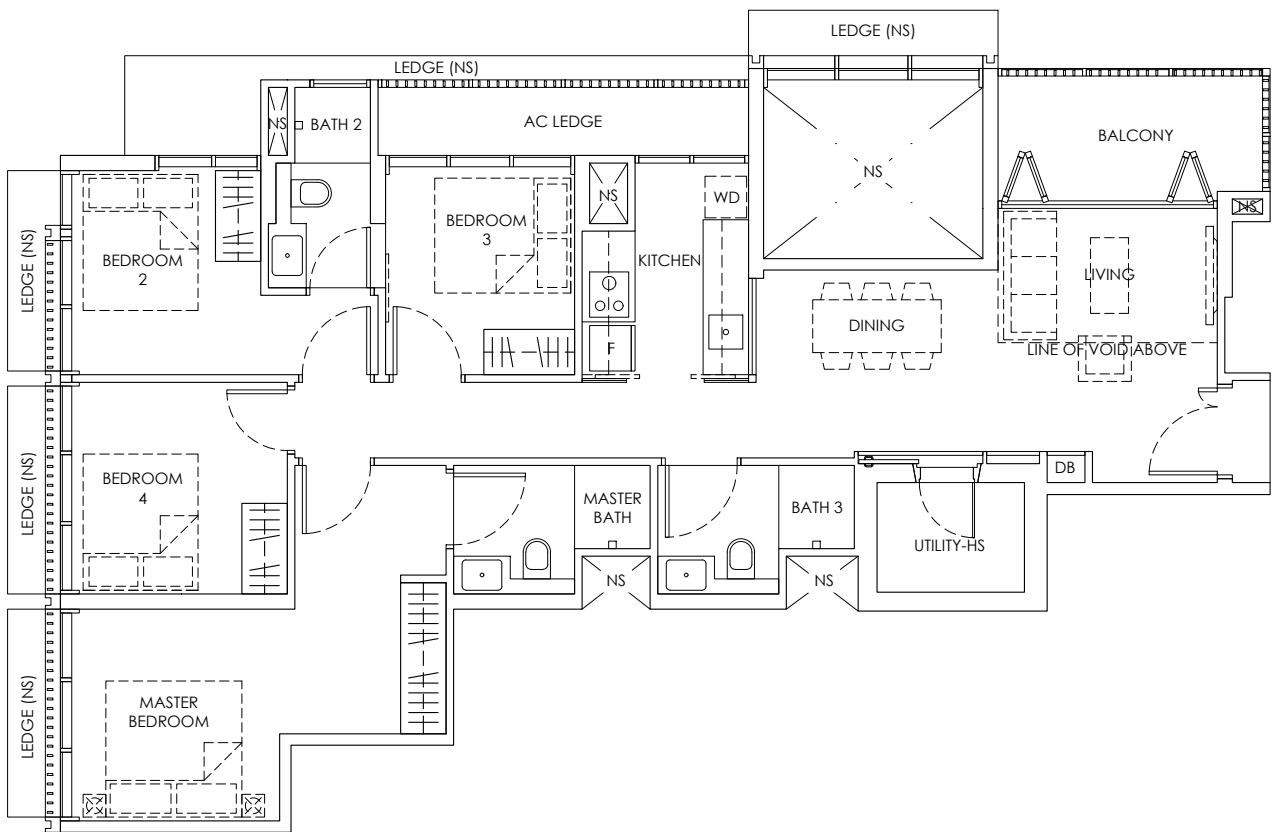 LEDGE (NS)
LEDGE (NS)
NS
BATH 2
AC LEDGE
BALCONY
NS
NS
WD
NS
BEDROOM
3
LEDGE (NS)
BEDROOM
2
KITCHEN
LIVING
DINING
F
LINE OF VOID ABOVE
LEDGE (NS)
BEDROOM
4
MASTER
BATH
BATH 3
DB
UTILITY-HS
NS
NS
LEDGE (NS)
MASTER
BEDROOM